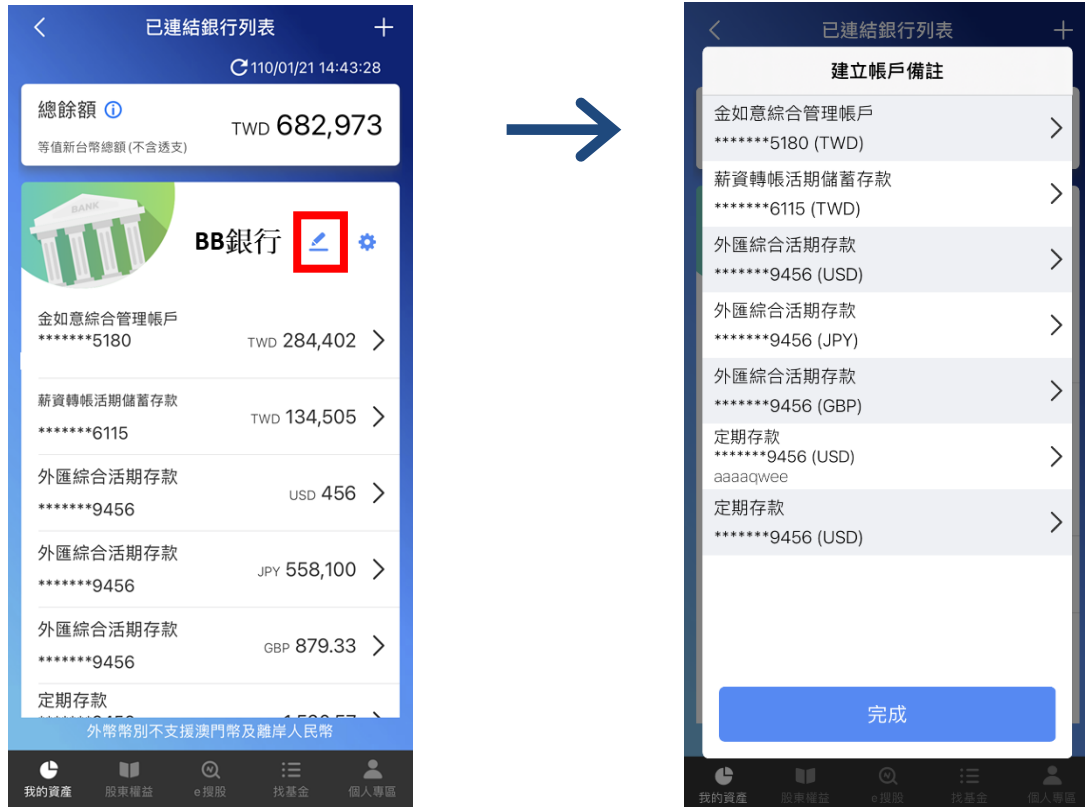 已連結銀行列表
110/01/21 14:43:28
總餘額
TWD 682,973
等值新台幣總額(不含透支)
BANK
BB銀行
金如意綜合管理帳戶
*******5180
TWD 284,402
薪資轉帳活期儲蓄存款
*******6115
TWD 134,505
外匯綜合活期存款
*******9456
USD 456
外匯綜合活期存款
*******9456
JPY 558,100
外匯綜合活期存款
*******9456
GBP 879.33
定期存款
外幣幣別不支援澳門幣及離岸人民幣
我的資產
股東權益
e搜股
找基金
個人專區
已連結銀行列表
建立帳戶備註
金如意綜合管理帳戶
*******5180 (TWD)
薪資轉帳活期儲蓄存款
*******6115 (TWD)
外匯綜合活期存款
*******9456 (USD)
外匯綜合活期存款
*******9456 (JPY)
外匯綜合活期存款
*******9456 (GBP)
定期存款
*******9456 (USD)
aaaaqwee
定期存款
*******9456 (USD)
完成
我的資產
股東權益
e搜股
找基金
個人專區